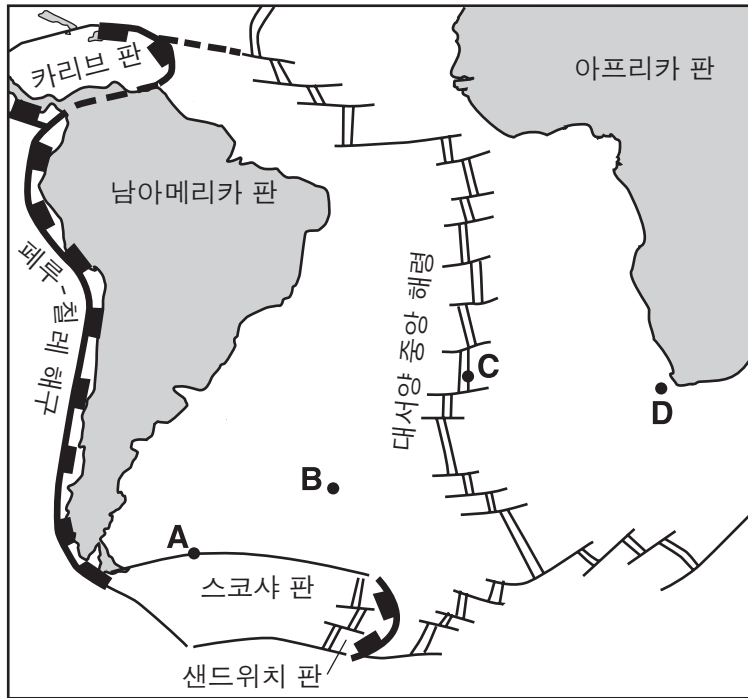 카리브 판
아프리카 판
남아메리카 판
페루-칠레 해구
대서양 중앙 해령
C
D
B
A
스코샤 판
샌드위치 판